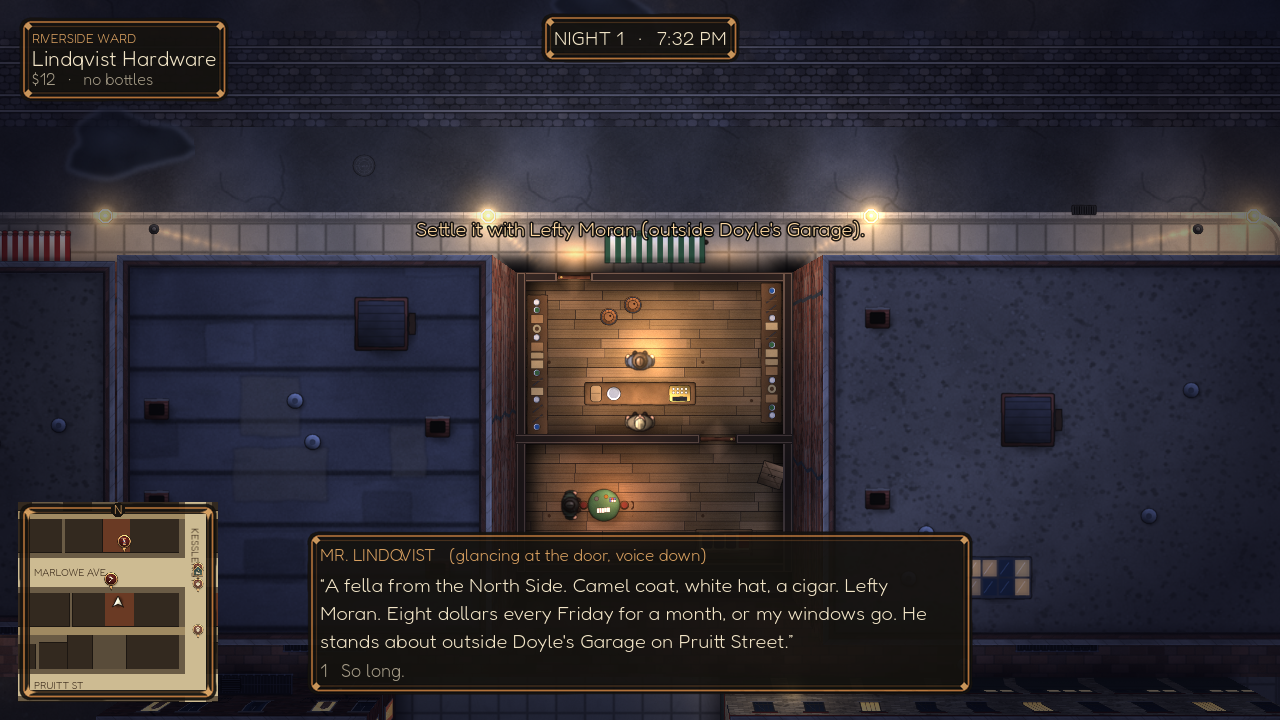 RIVERSIDE WARD
Lindqvist Hardware
$12 · no bottles
NIGHT 1 · 7:32 PM
Settle it with Lefty Moran (outside Doyle's Garage).
N
MARLOWE AVE
PRUITT ST
MR. LINDQVIST (glancing at the door, voice down)
“A fella from the North Side. Camel coat, white hat, a cigar. Lefty
Moran. Eight dollars every Friday for a month, or my windows go. He
stands about outside Doyle's Garage on Pruitt Street.”
1 So long.